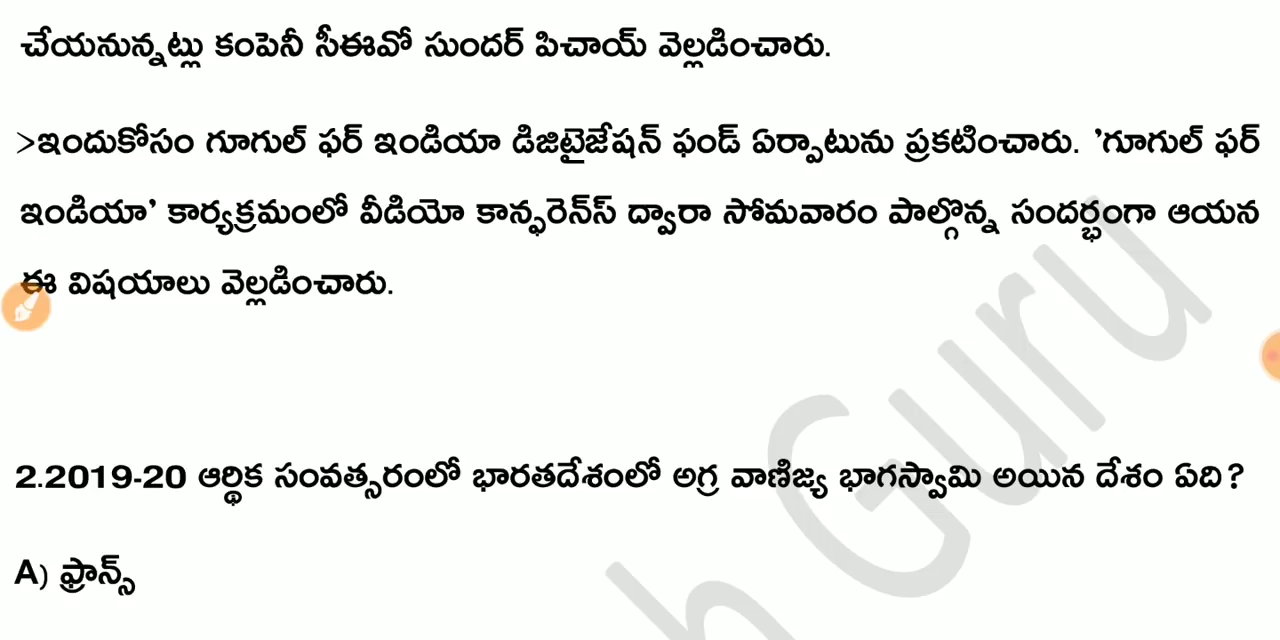 చేయనున్నట్లు కంపెనీ సీఈవో సుందర్ పిచాయ్ వెల్లడించారు.
>ఇందుకోసం గూగుల్ ఫర్ ఇండియా డిజిటైజేషన్ ఫండ్ ఏర్పాటును ప్రకటించారు. 'గూగుల్ ఫర్
ఇండియా' కార్యక్రమంలో వీడియో కాన్ఫరెన్స్ ద్వారా సోమవారం పాల్గొన్న సందర్భంగా ఆయన
ఈ విషయాలు వెల్లడించారు.
2.2019-20 ఆర్థిక సంవత్సరంలో భారతదేశంలో అగ్ర వాణిజ్య భాగస్వామి అయిన దేశం ఏది?
A) ఫ్రాన్స్
Guru